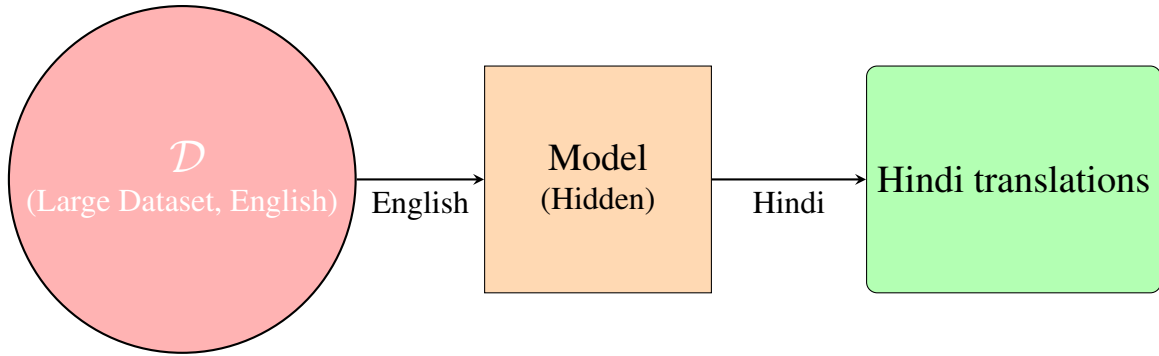 𝒟
(Large Dataset, English)
English
Model
(Hidden)
Hindi
Hindi translations